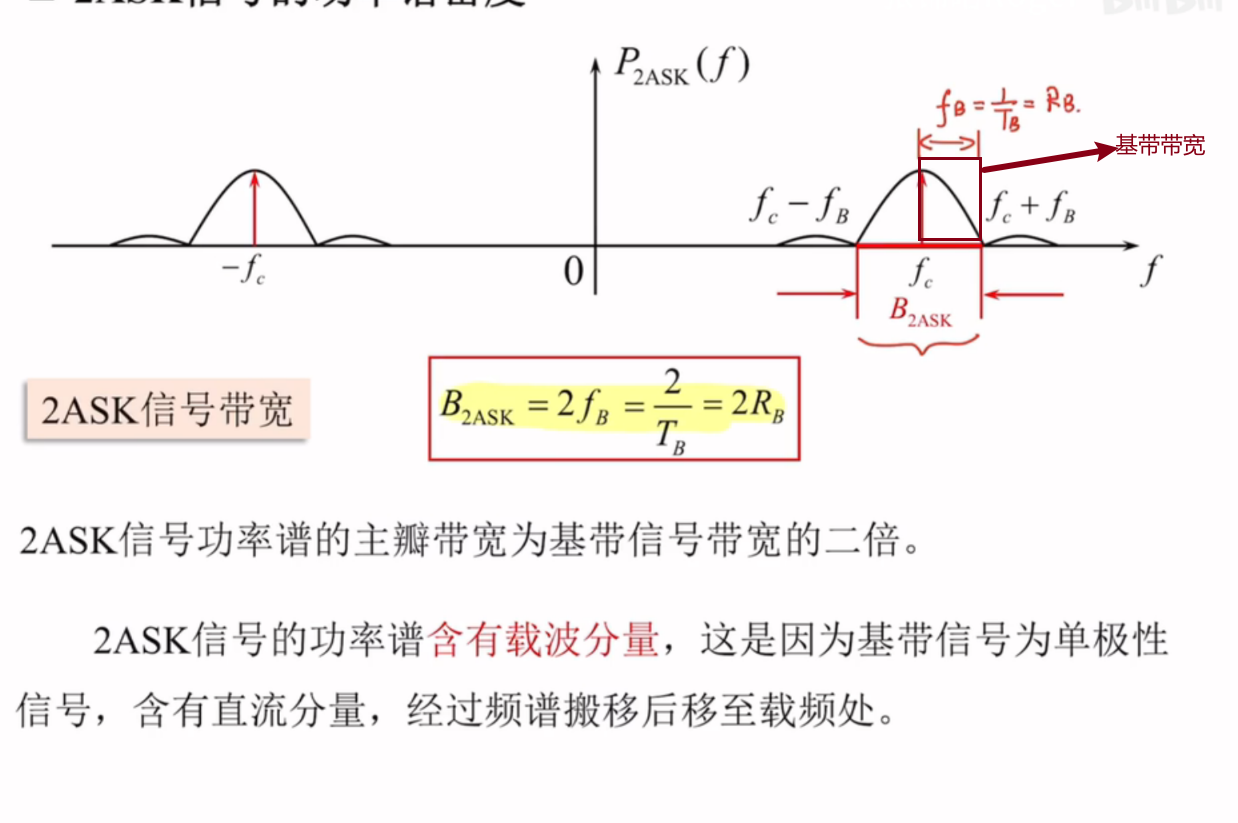 2ASK信号的功率谱密度
P_{2ASK}(f)
f_B = 1/T_B = R_B.
基带带宽
f_c − f_B
f_c + f_B
−f_c
0
f_c
f
B_{2ASK}
2ASK信号带宽
B_{2ASK} = 2f_B = 2/T_B = 2R_B
2ASK信号功率谱的主瓣带宽为基带信号带宽的二倍。
2ASK信号的功率谱含有载波分量，这是因为基带信号为单极性
信号，含有直流分量，经过频谱搬移后移至载频处。